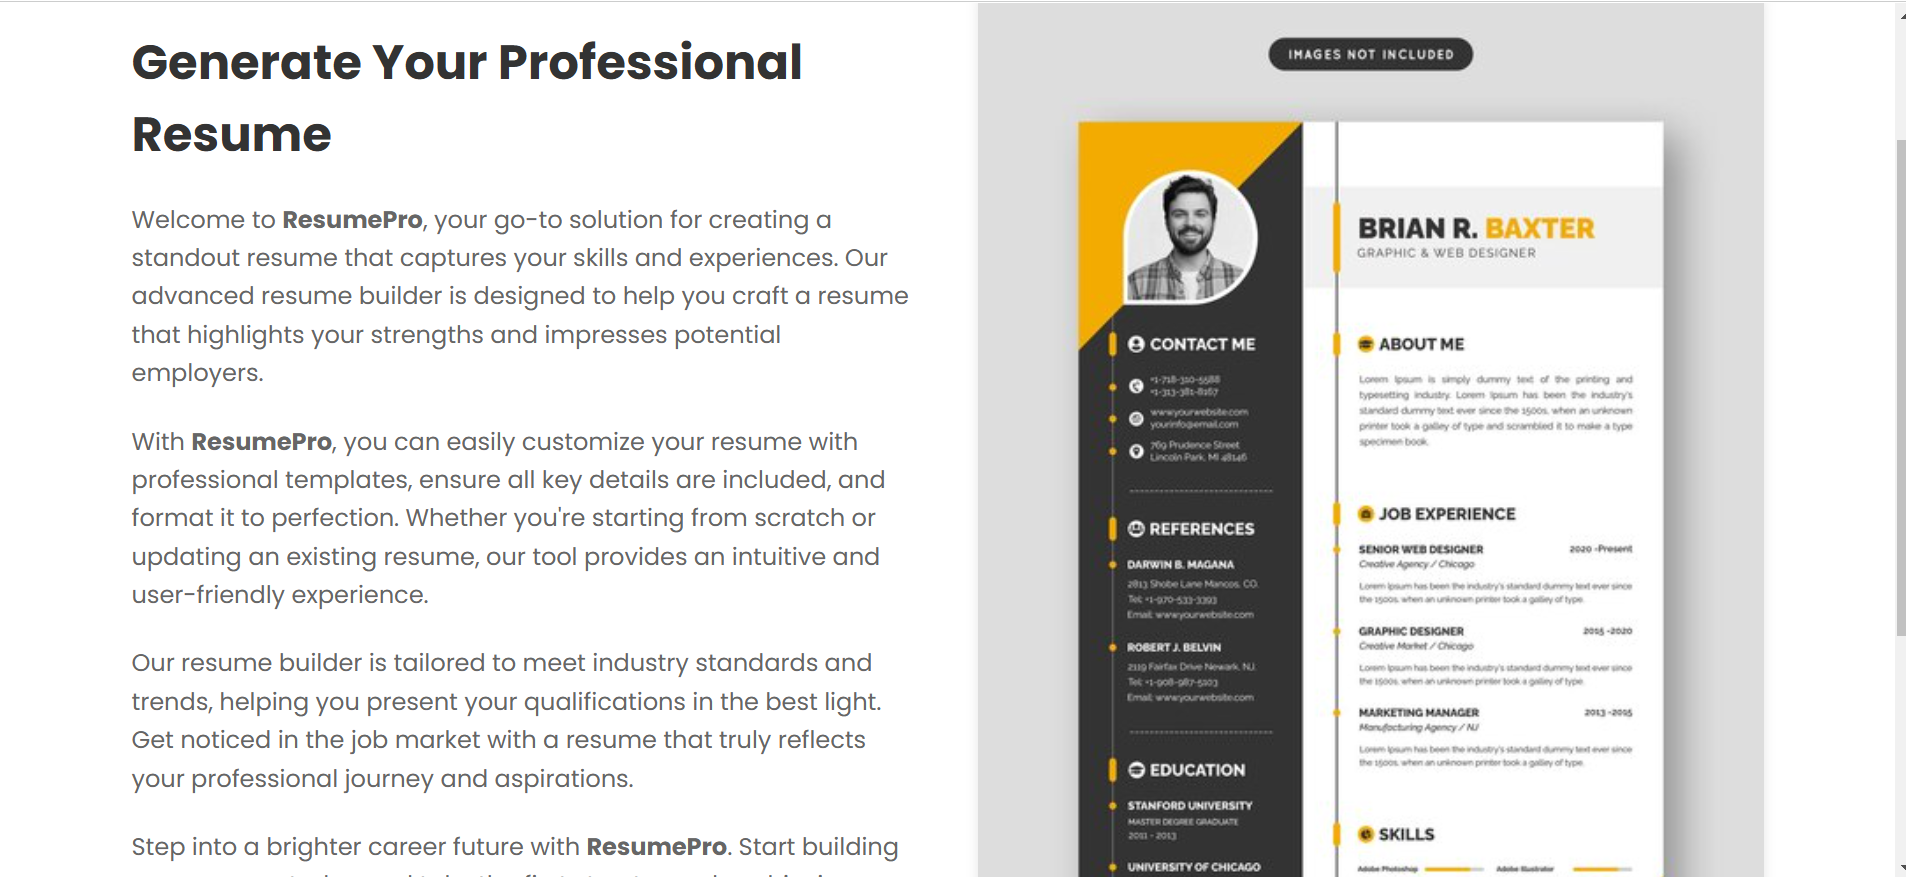 Generate Your Professional
Resume
Welcome to ResumePro, your go-to solution for creating a
standout resume that captures your skills and experiences. Our
advanced resume builder is designed to help you craft a resume
that highlights your strengths and impresses potential
employers.
With ResumePro, you can easily customize your resume with
professional templates, ensure all key details are included, and
format it to perfection. Whether you're starting from scratch or
updating an existing resume, our tool provides an intuitive and
user-friendly experience.
Our resume builder is tailored to meet industry standards and
trends, helping you present your qualifications in the best light.
Get noticed in the job market with a resume that truly reflects
your professional journey and aspirations.
Step into a brighter career future with ResumePro. Start building
IMAGES NOT INCLUDED
BRIAN R. BAXTER
GRAPHIC & WEB DESIGNER
CONTACT ME
+1-718-310-5588
+1-313-381-8167
www.yourwebsite.com
yourinfo@email.com
769 Prudence Street
Lincoln Park, MI 48146
REFERENCES
DARWIN B. MAGANA
2813 Shobe Lane Mancos, CO.
Tel: +1-970-533-3393
Email: www.yourwebsite.com
ROBERT J. BELVIN
2119 Fairfax Drive Newark, NJ.
Tel: +1-908-987-5103
Email: www.yourwebsite.com
EDUCATION
STANFORD UNIVERSITY
MASTER DEGREE GRADUATE
2011 - 2013
UNIVERSITY OF CHICAGO
ABOUT ME
Lorem Ipsum is simply dummy text of the printing and
typesetting industry. Lorem Ipsum has been the industry's
standard dummy text ever since the 1500s, when an unknown
printer took a galley of type and scrambled it to make a type
specimen book.
JOB EXPERIENCE
SENIOR WEB DESIGNER 2020 -Present
Creative Agency / Chicago
Lorem Ipsum has been the industry's standard dummy text ever since
the 1500s, when an unknown printer took a galley of type.
GRAPHIC DESIGNER 2015 -2020
Creative Market / Chicago
Lorem Ipsum has been the industry's standard dummy text ever since
the 1500s, when an unknown printer took a galley of type.
MARKETING MANAGER 2013 -2015
Manufacturing Agency / NJ
Lorem Ipsum has been the industry's standard dummy text ever since
the 1500s, when an unknown printer took a galley of type.
SKILLS
Adobe Photoshop Adobe Illustrator